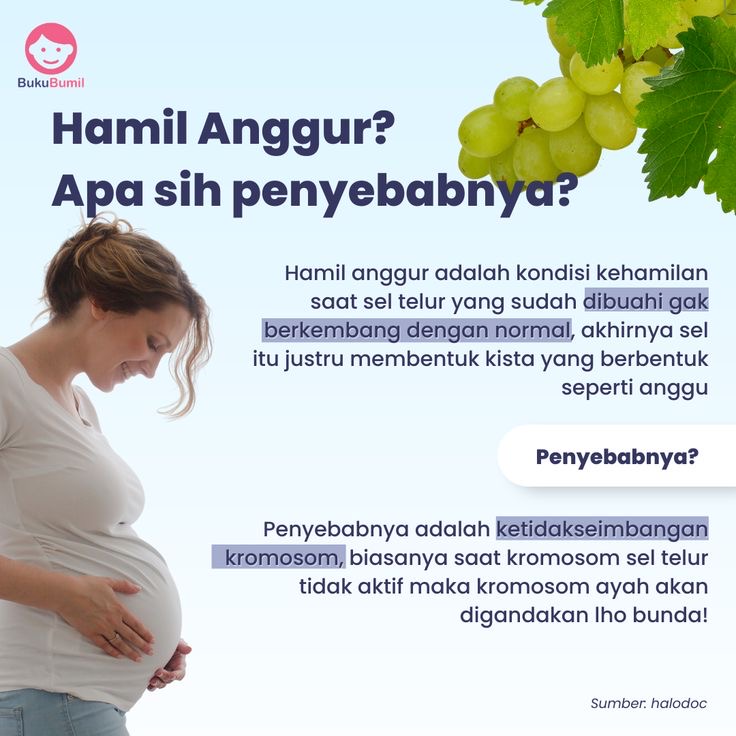 BukuBumil
Hamil Anggur?
Apa sih penyebabnya?
Hamil anggur adalah kondisi kehamilan
saat sel telur yang sudah dibuahi gak
berkembang dengan normal, akhirnya sel
itu justru membentuk kista yang berbentuk
seperti anggu
Penyebabnya?
Penyebabnya adalah ketidakseimbangan
kromosom, biasanya saat kromosom sel telur
tidak aktif maka kromosom ayah akan
digandakan lho bunda!
Sumber: halodoc